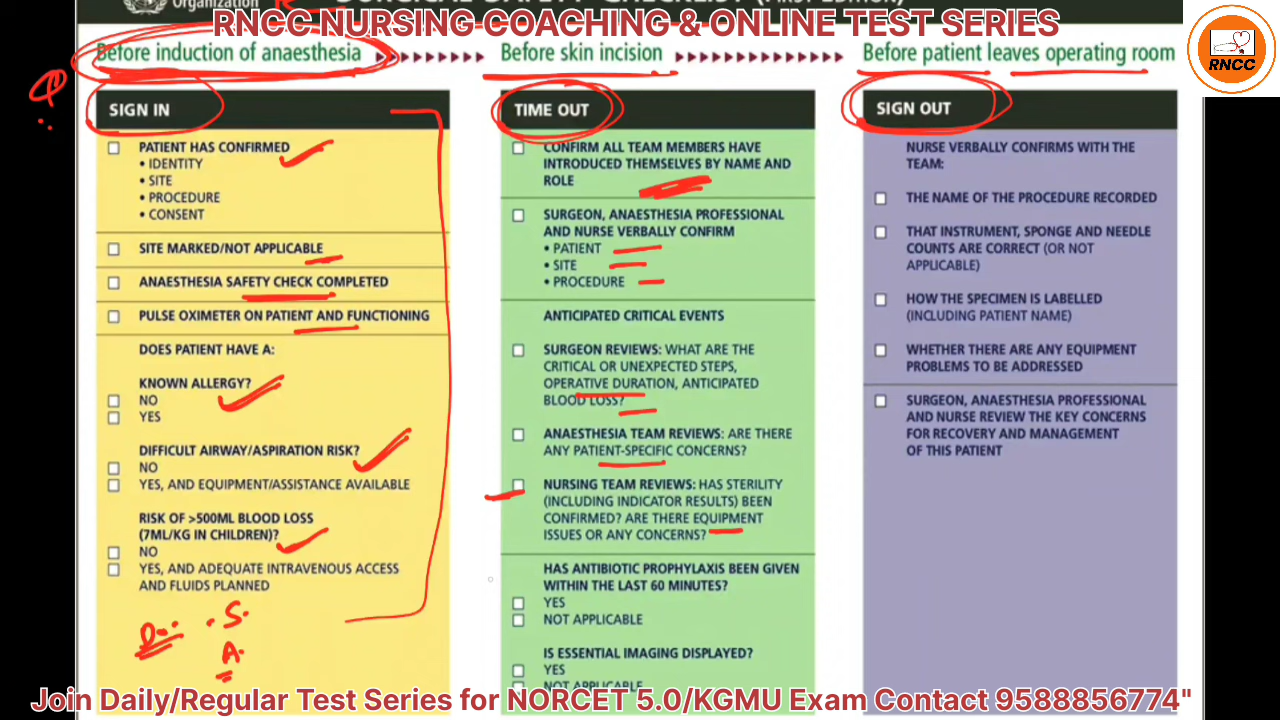 Organization
SURGICAL SAFETY CHECKLIST (FIRST EDITION)
RNCC NURSING COACHING & ONLINE TEST SERIES
RNCC
Before induction of anaesthesia
SIGN IN
PATIENT HAS CONFIRMED
• IDENTITY
• SITE
• PROCEDURE
• CONSENT
SITE MARKED/NOT APPLICABLE
ANAESTHESIA SAFETY CHECK COMPLETED
PULSE OXIMETER ON PATIENT AND FUNCTIONING
DOES PATIENT HAVE A:
KNOWN ALLERGY?
NO
YES
DIFFICULT AIRWAY/ASPIRATION RISK?
NO
YES, AND EQUIPMENT/ASSISTANCE AVAILABLE
RISK OF >500ML BLOOD LOSS
(7ML/KG IN CHILDREN)?
NO
YES, AND ADEQUATE INTRAVENOUS ACCESS
AND FLUIDS PLANNED
S.
A.
Before skin incision
TIME OUT
CONFIRM ALL TEAM MEMBERS HAVE
INTRODUCED THEMSELVES BY NAME AND
ROLE
SURGEON, ANAESTHESIA PROFESSIONAL
AND NURSE VERBALLY CONFIRM
• PATIENT
• SITE
• PROCEDURE
ANTICIPATED CRITICAL EVENTS
SURGEON REVIEWS: WHAT ARE THE
CRITICAL OR UNEXPECTED STEPS,
OPERATIVE DURATION, ANTICIPATED
BLOOD LOSS?
ANAESTHESIA TEAM REVIEWS: ARE THERE
ANY PATIENT-SPECIFIC CONCERNS?
NURSING TEAM REVIEWS: HAS STERILITY
(INCLUDING INDICATOR RESULTS) BEEN
CONFIRMED? ARE THERE EQUIPMENT
ISSUES OR ANY CONCERNS?
HAS ANTIBIOTIC PROPHYLAXIS BEEN GIVEN
WITHIN THE LAST 60 MINUTES?
YES
NOT APPLICABLE
IS ESSENTIAL IMAGING DISPLAYED?
YES
NOT APPLICABLE
Before patient leaves operating room
SIGN OUT
NURSE VERBALLY CONFIRMS WITH THE
TEAM:
THE NAME OF THE PROCEDURE RECORDED
THAT INSTRUMENT, SPONGE AND NEEDLE
COUNTS ARE CORRECT (OR NOT
APPLICABLE)
HOW THE SPECIMEN IS LABELLED
(INCLUDING PATIENT NAME)
WHETHER THERE ARE ANY EQUIPMENT
PROBLEMS TO BE ADDRESSED
SURGEON, ANAESTHESIA PROFESSIONAL
AND NURSE REVIEW THE KEY CONCERNS
FOR RECOVERY AND MANAGEMENT
OF THIS PATIENT
Join Daily/Regular Test Series for NORCET 5.0/KGMU Exam Contact 9588856774"